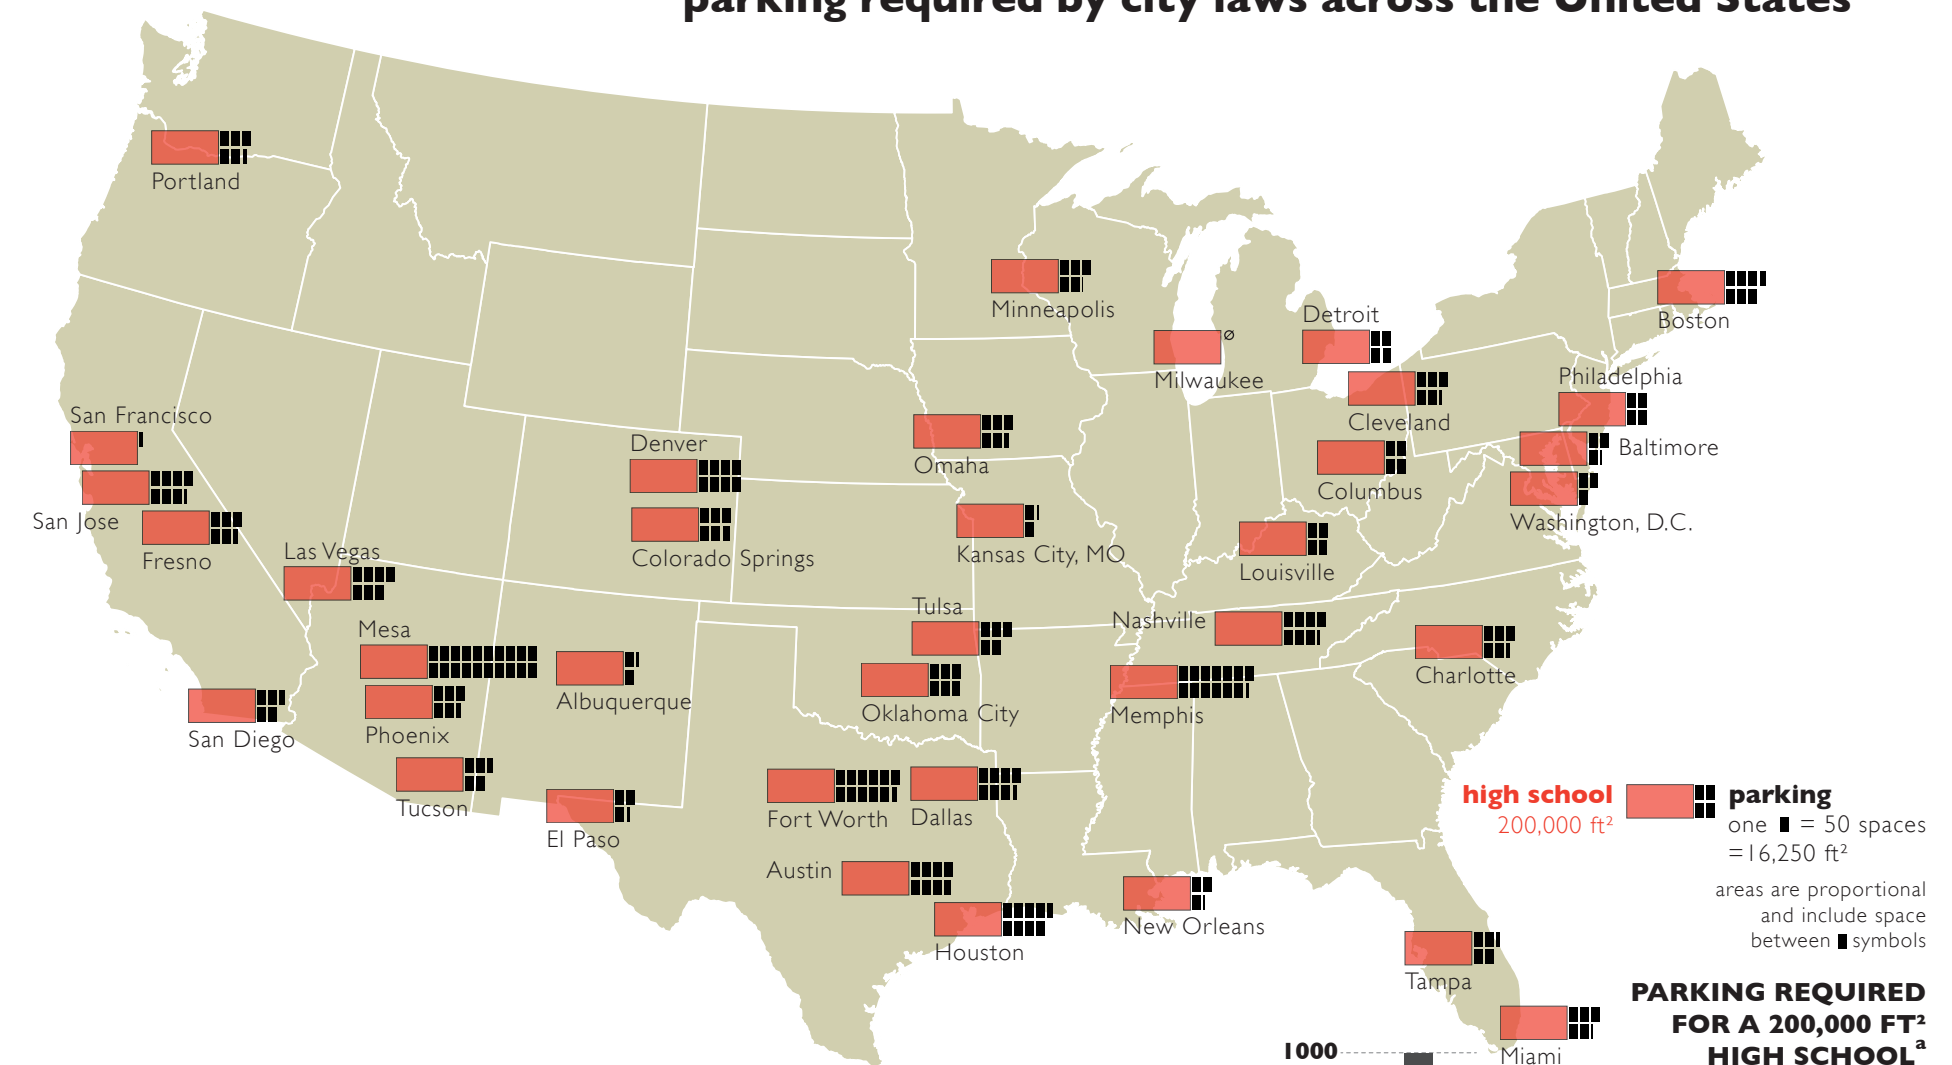 parking required by city laws across the United States
Portland
Minneapolis
Milwaukee
ø
Detroit
Boston
Cleveland
Philadelphia
Baltimore
Columbus
Washington, D.C.
San Francisco
San Jose
Fresno
Denver
Colorado Springs
Omaha
Kansas City, MO
Louisville
Las Vegas
Mesa
Phoenix
Albuquerque
Tulsa
Oklahoma City
Nashville
Memphis
Charlotte
San Diego
Tucson
El Paso
Fort Worth
Dallas
Austin
Houston
New Orleans
Tampa
Miami
high school
200,000 ft²
parking
one ▮ = 50 spaces
=16,250 ft²
areas are proportional
and include space
between ▮ symbols
PARKING REQUIRED
FOR A 200,000 FT²
HIGH SCHOOLᵃ
1000